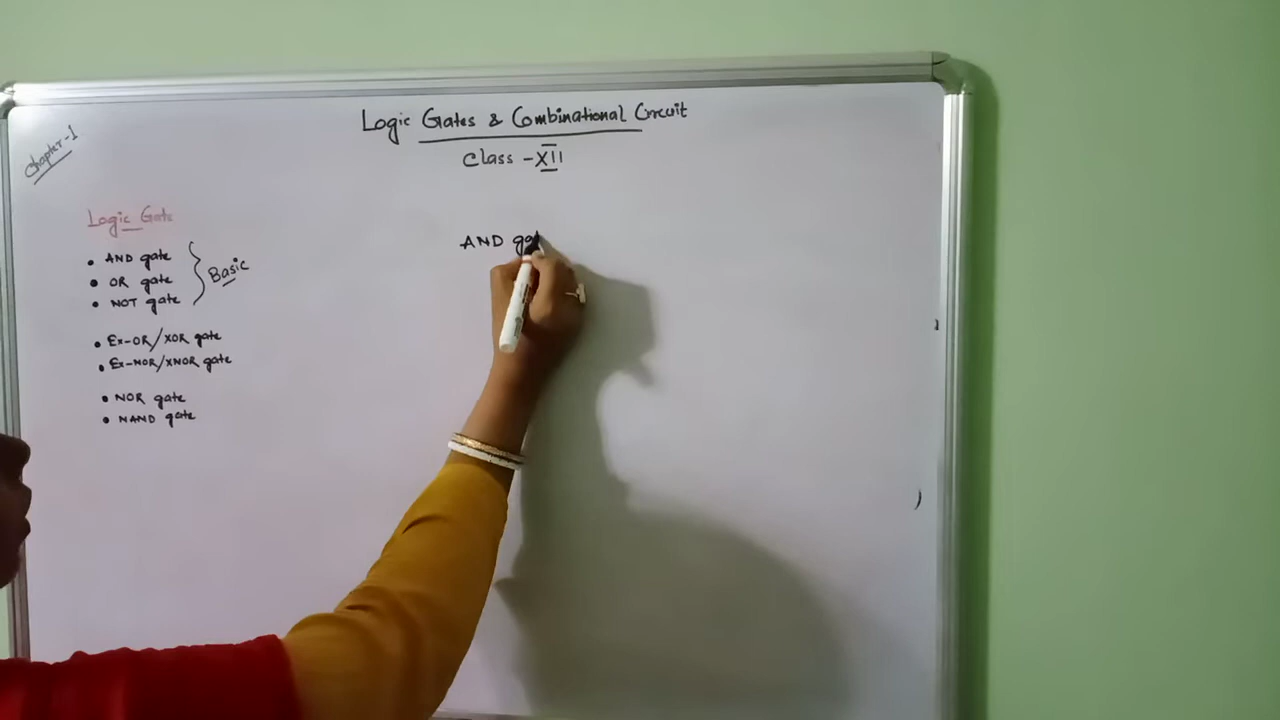 Logic Gates & Combinational Circuit
Class - XII
Chapter-1
Logic Gate
• AND gate
• OR gate
• NOT gate
Basic
• Ex-OR/XOR gate
• Ex-NOR/XNOR gate
• NOR gate
• NAND gate
AND gat